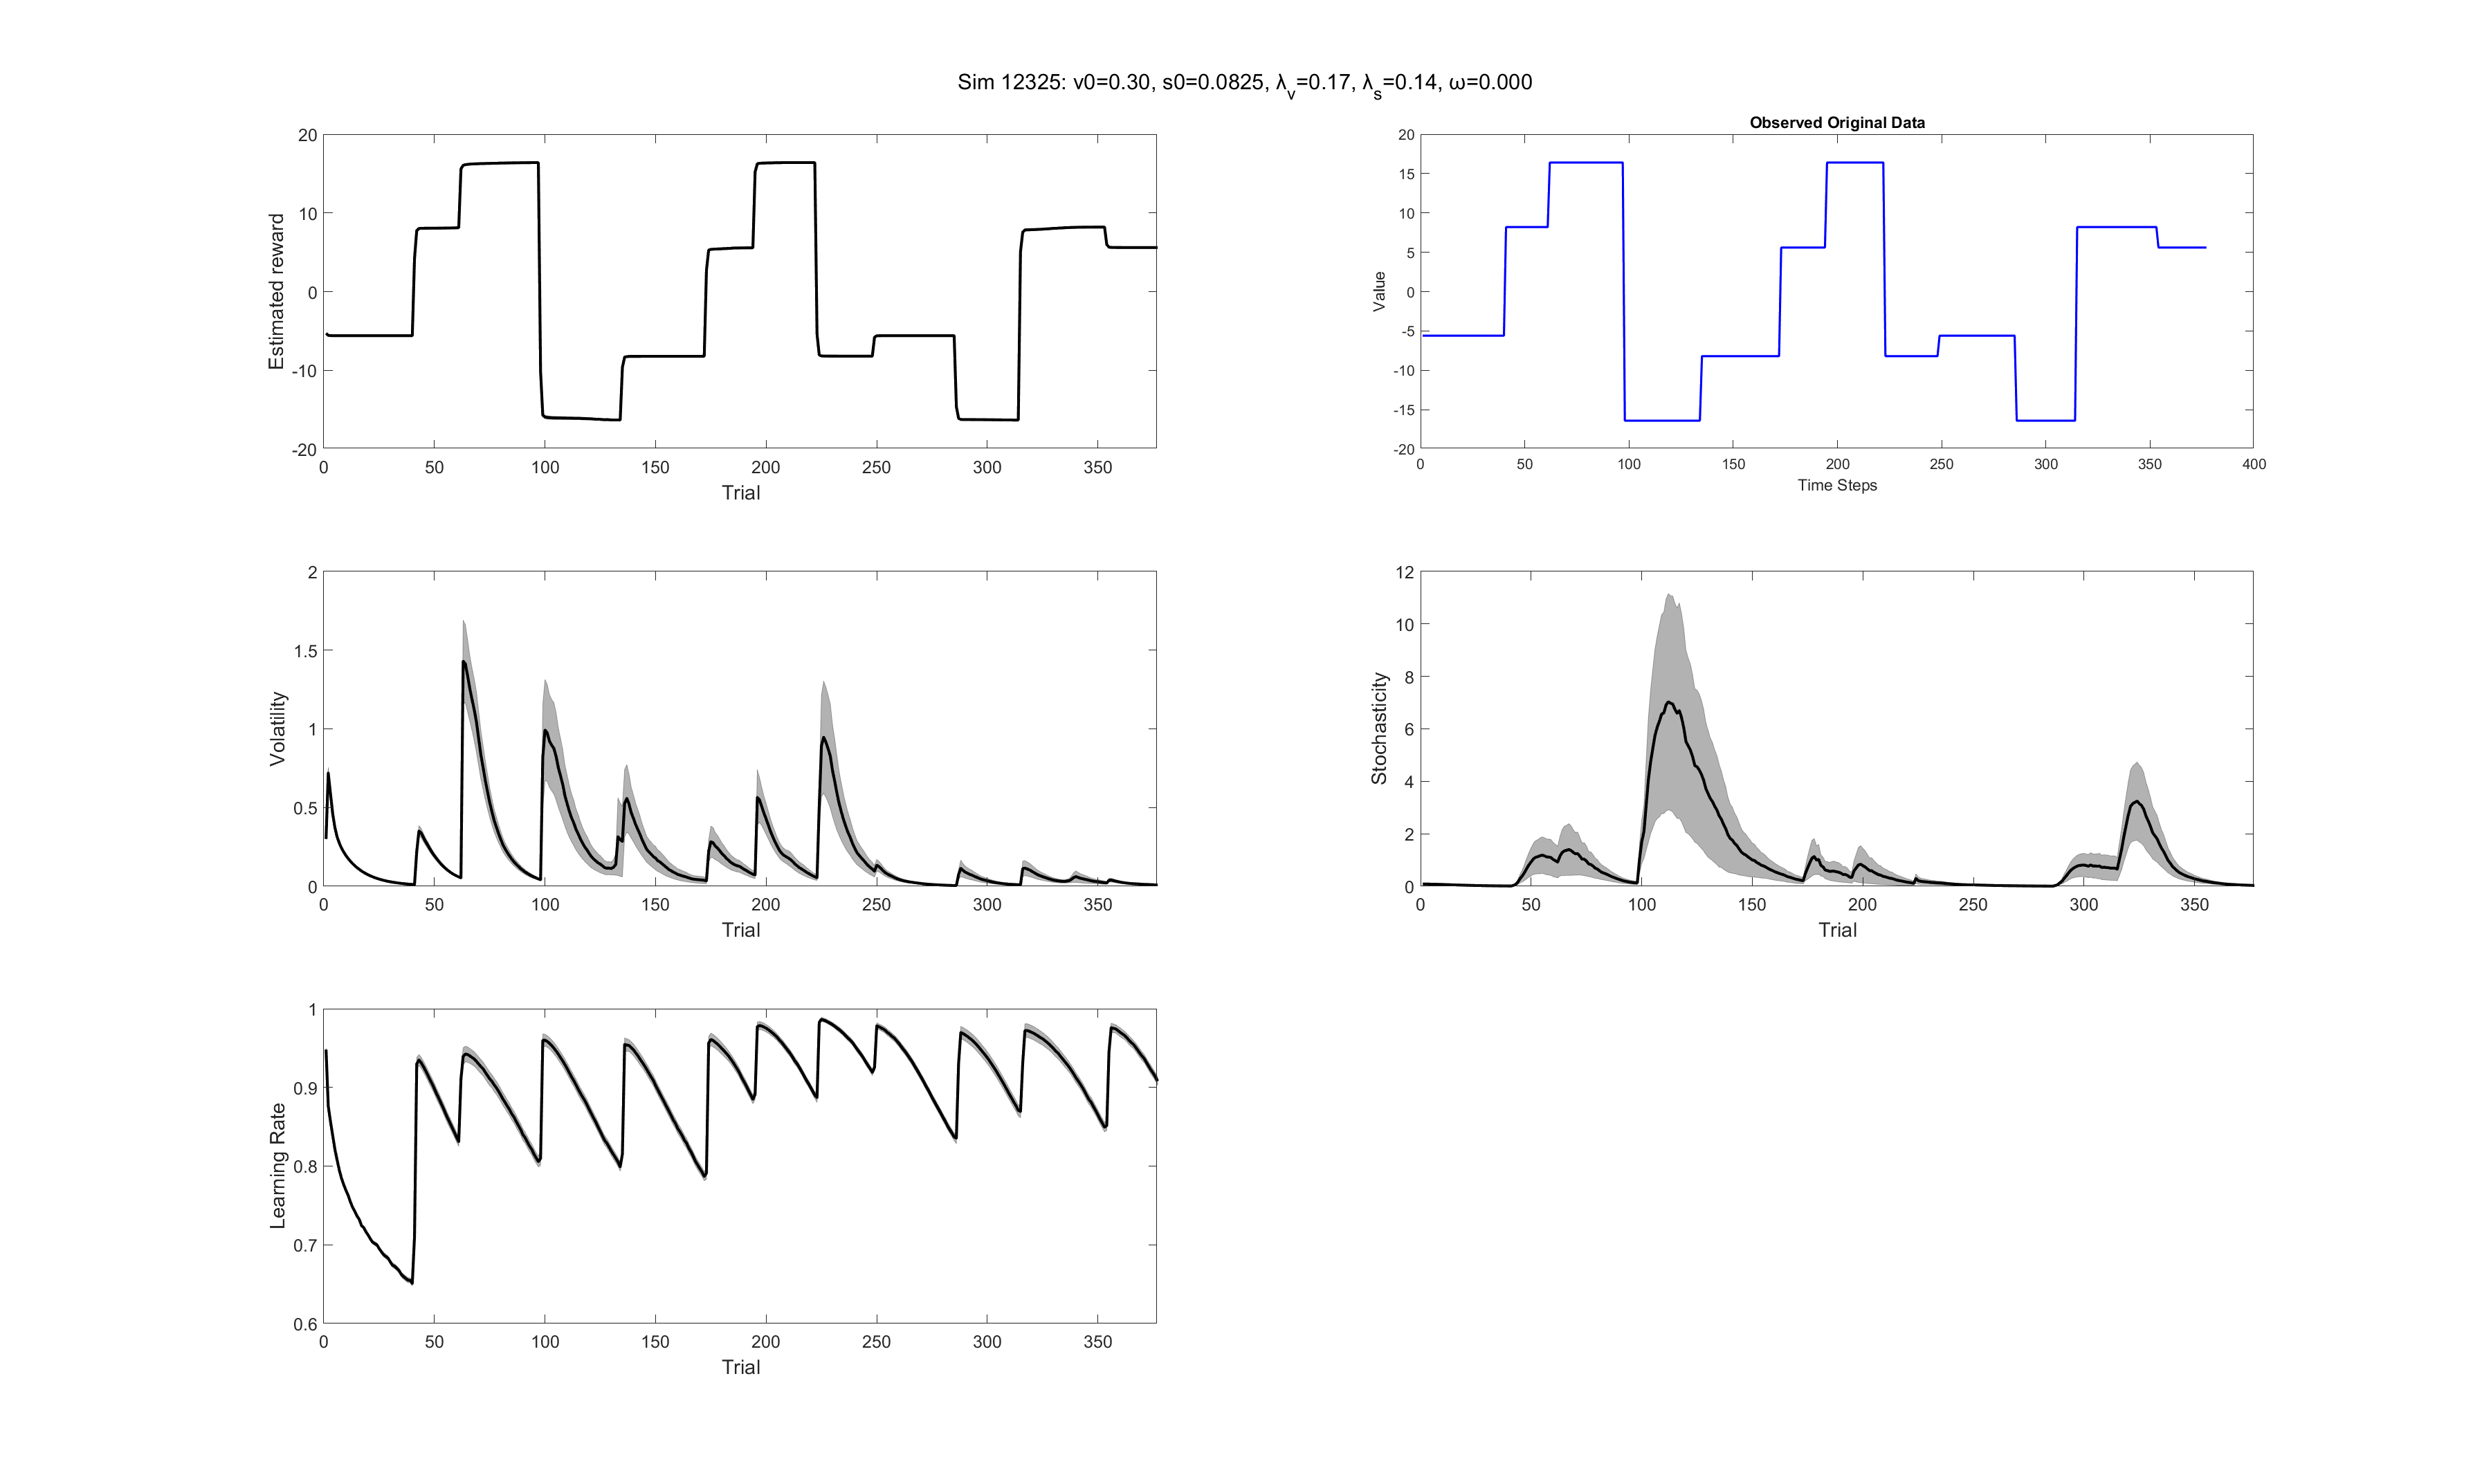 Sim 12325: v0=0.30, s0=0.0825, λv=0.17, λs=0.14, ω=0.000
Estimated reward
20
10
0
-10
-20
0 50 100 150 200 250 300 350
Trial
Observed Original Data
Value
20
15
10
5
0
-5
-10
-15
-20
0 50 100 150 200 250 300 350 400
Time Steps
Volatility
2
1.5
1
0.5
0
0 50 100 150 200 250 300 350
Trial
Stochasticity
12
10
8
6
4
2
0
0 50 100 150 200 250 300 350
Trial
Learning Rate
1
0.9
0.8
0.7
0.6
0 50 100 150 200 250 300 350
Trial